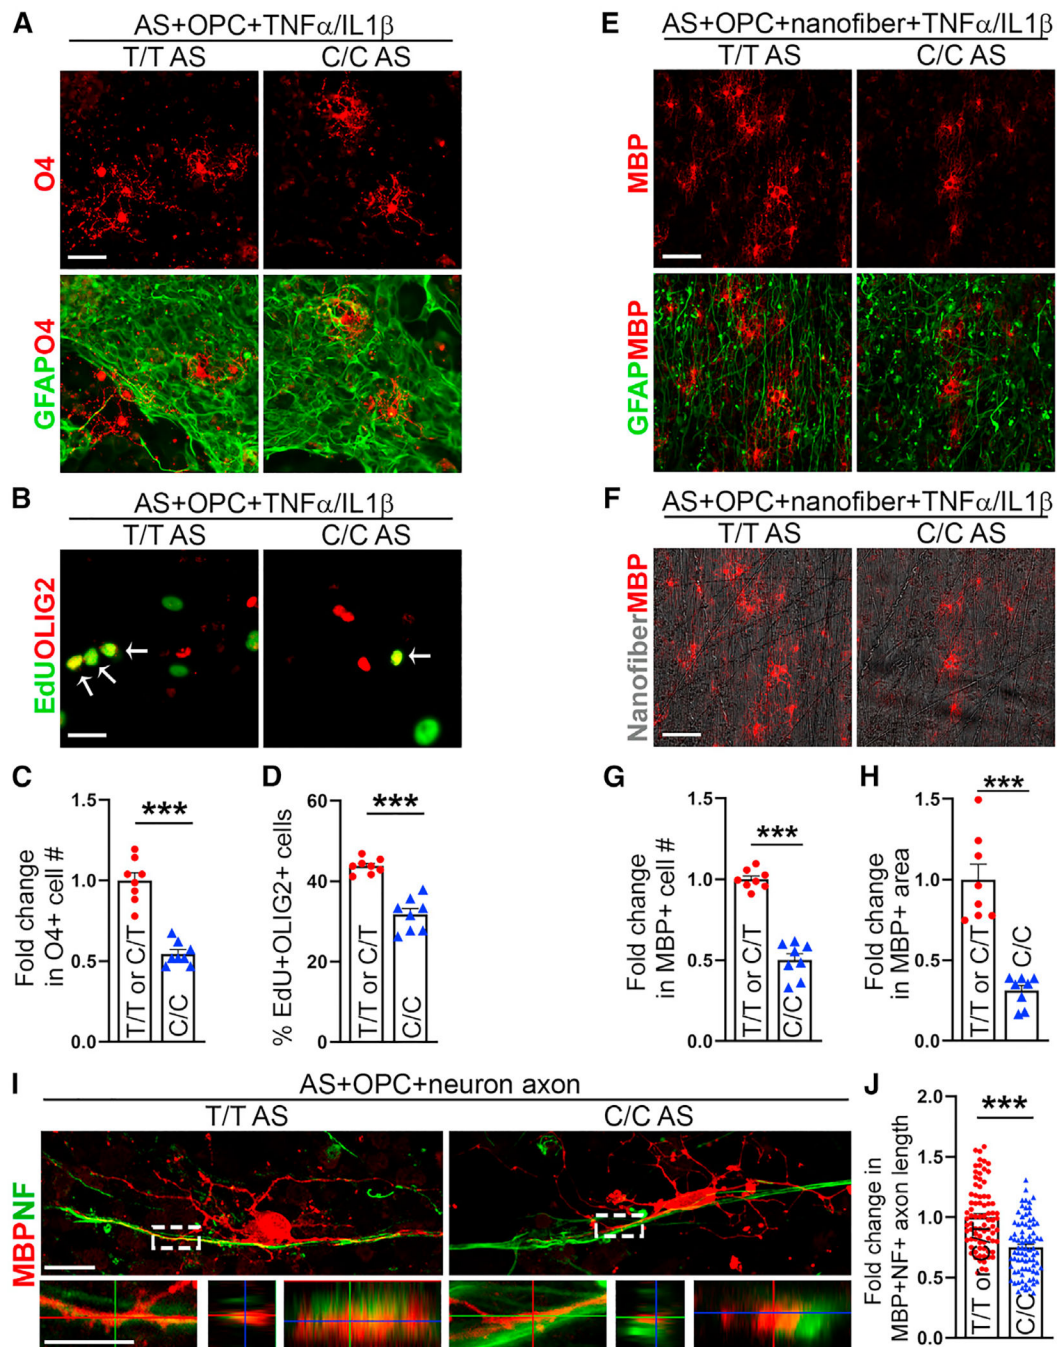 A
AS+OPC+TNFα/IL1β
T/T AS
C/C AS
O4
GFAPO4
B
AS+OPC+TNFα/IL1β
T/T AS
C/C AS
EdUOLIG2
C
Fold change
in O4+ cell #
1.5
1.0
0.5
0.0
***
T/T or C/T
C/C
D
% EdU+OLIG2+ cells
60
40
20
0
***
T/T or C/T
C/C
E
AS+OPC+nanofiber+TNFα/IL1β
T/T AS
C/C AS
MBP
GFAPMBP
F
AS+OPC+nanofiber+TNFα/IL1β
T/T AS
C/C AS
NanofiberMBP
G
Fold change
in MBP+ cell #
1.5
1.0
0.5
0.0
***
T/T or C/T
C/C
H
Fold change
in MBP+ area
1.5
1.0
0.5
0.0
***
T/T or C/T
C/C
I
AS+OPC+neuron axon
T/T AS
C/C AS
MBPNF
J
Fold change in
MBP+NF+ axon length
2.0
1.5
1.0
0.5
0.0
***
T/T or C/T
C/C